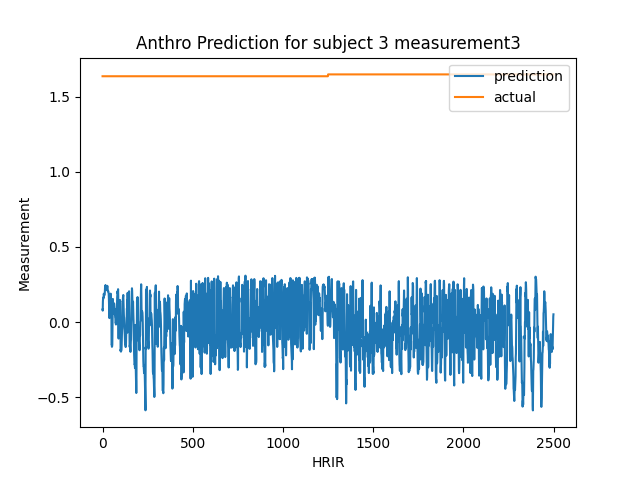 Anthro Prediction for subject 3 measurement3
prediction
actual
1.5
1.0
0.5
0.0
−0.5
Measurement
0
500
1000
1500
2000
2500
HRIR